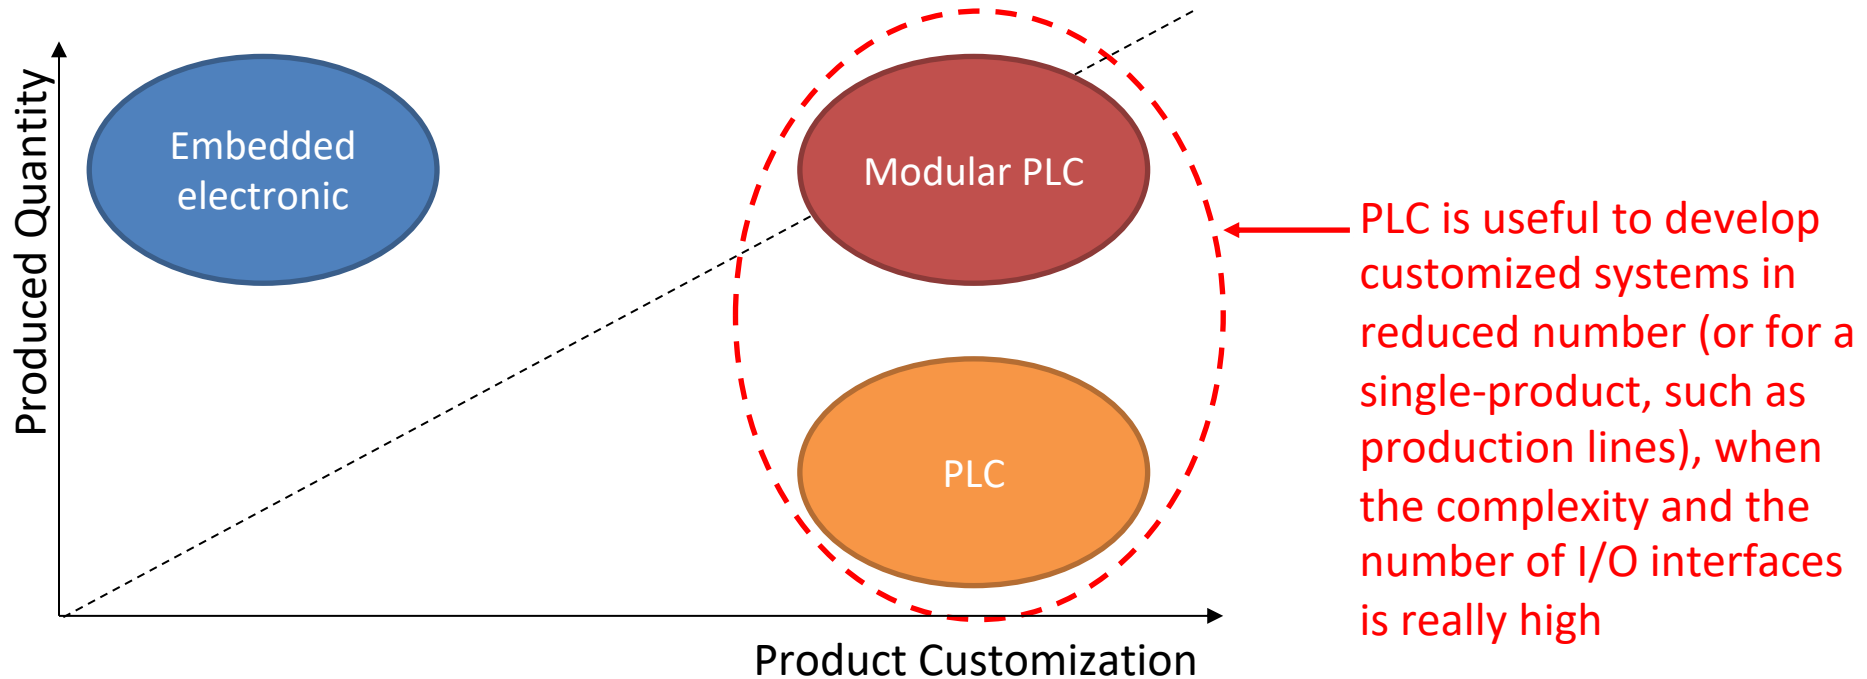 Produced Quantity
Embedded
electronic
Modular PLC
PLC
Product Customization
PLC is useful to develop
customized systems in
reduced number (or for a
single-product, such as
production lines), when
the complexity and the
number of I/O interfaces
is really high